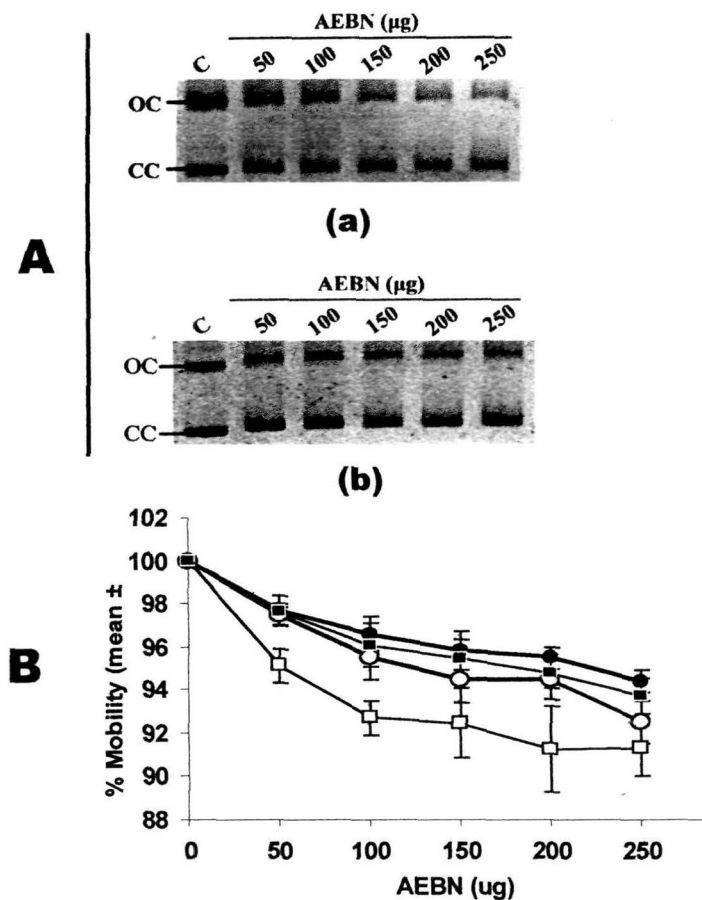 AEBN (µg)
C 50 100 150 200 250
OC
CC
(a)
A
AEBN (µg)
C 50 100 150 200 250
OC
CC
(b)
B
% Mobility (mean ±
102
100
98
96
94
92
90
88
0 50 100 150 200 250
AEBN (ug)